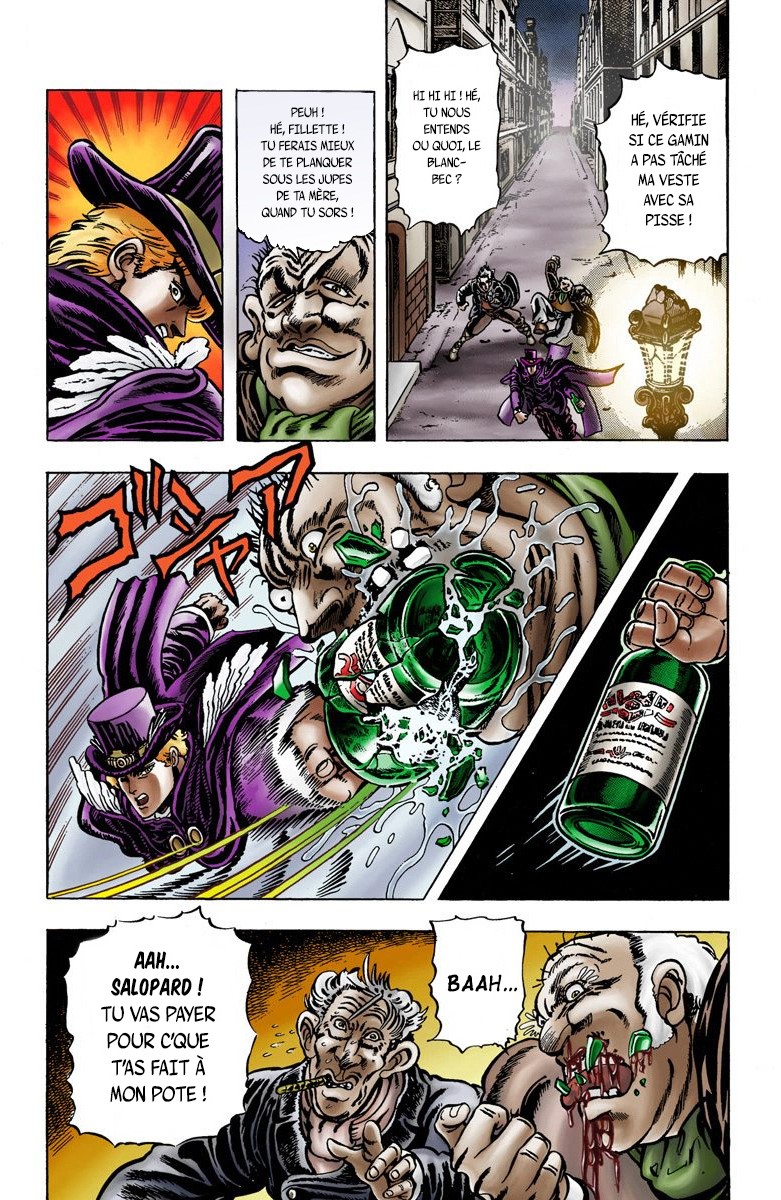 HÉ, VÉRIFIE
SI CE GAMIN
A PAS TÂCHÉ
MA VESTE
AVEC SA
PISSE !
HI HI HI ! HÉ,
TU NOUS
ENTENDS
OU QUOI, LE
BLANC-
BEC ?
PEUH !
HÉ, FILLETTE !
TU FERAIS MIEUX
DE TE PLANQUER
SOUS LES JUPES
DE TA MÈRE,
QUAND TU SORS !
ゴシャア
BAAH...
AAH...
SALOPARD !
TU VAS PAYER
POUR C'QUE
T'AS FAIT À
MON POTE !